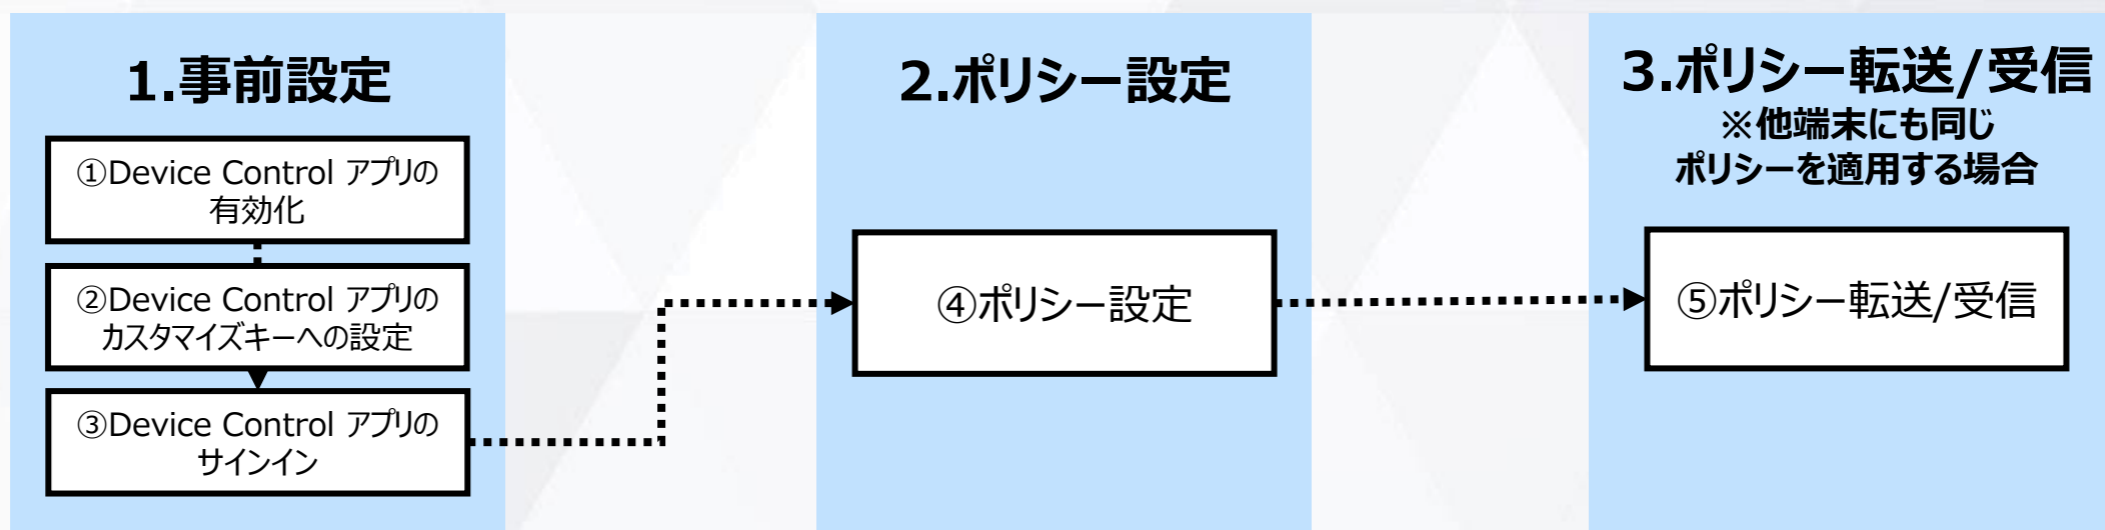 1.事前設定
①Device Control アプリの
有効化
②Device Control アプリの
カスタマイズキーへの設定
③Device Control アプリの
サインイン
2.ポリシー設定
④ポリシー設定
3.ポリシー転送/受信
※他端末にも同じ
ポリシーを適用する場合
⑤ポリシー転送/受信